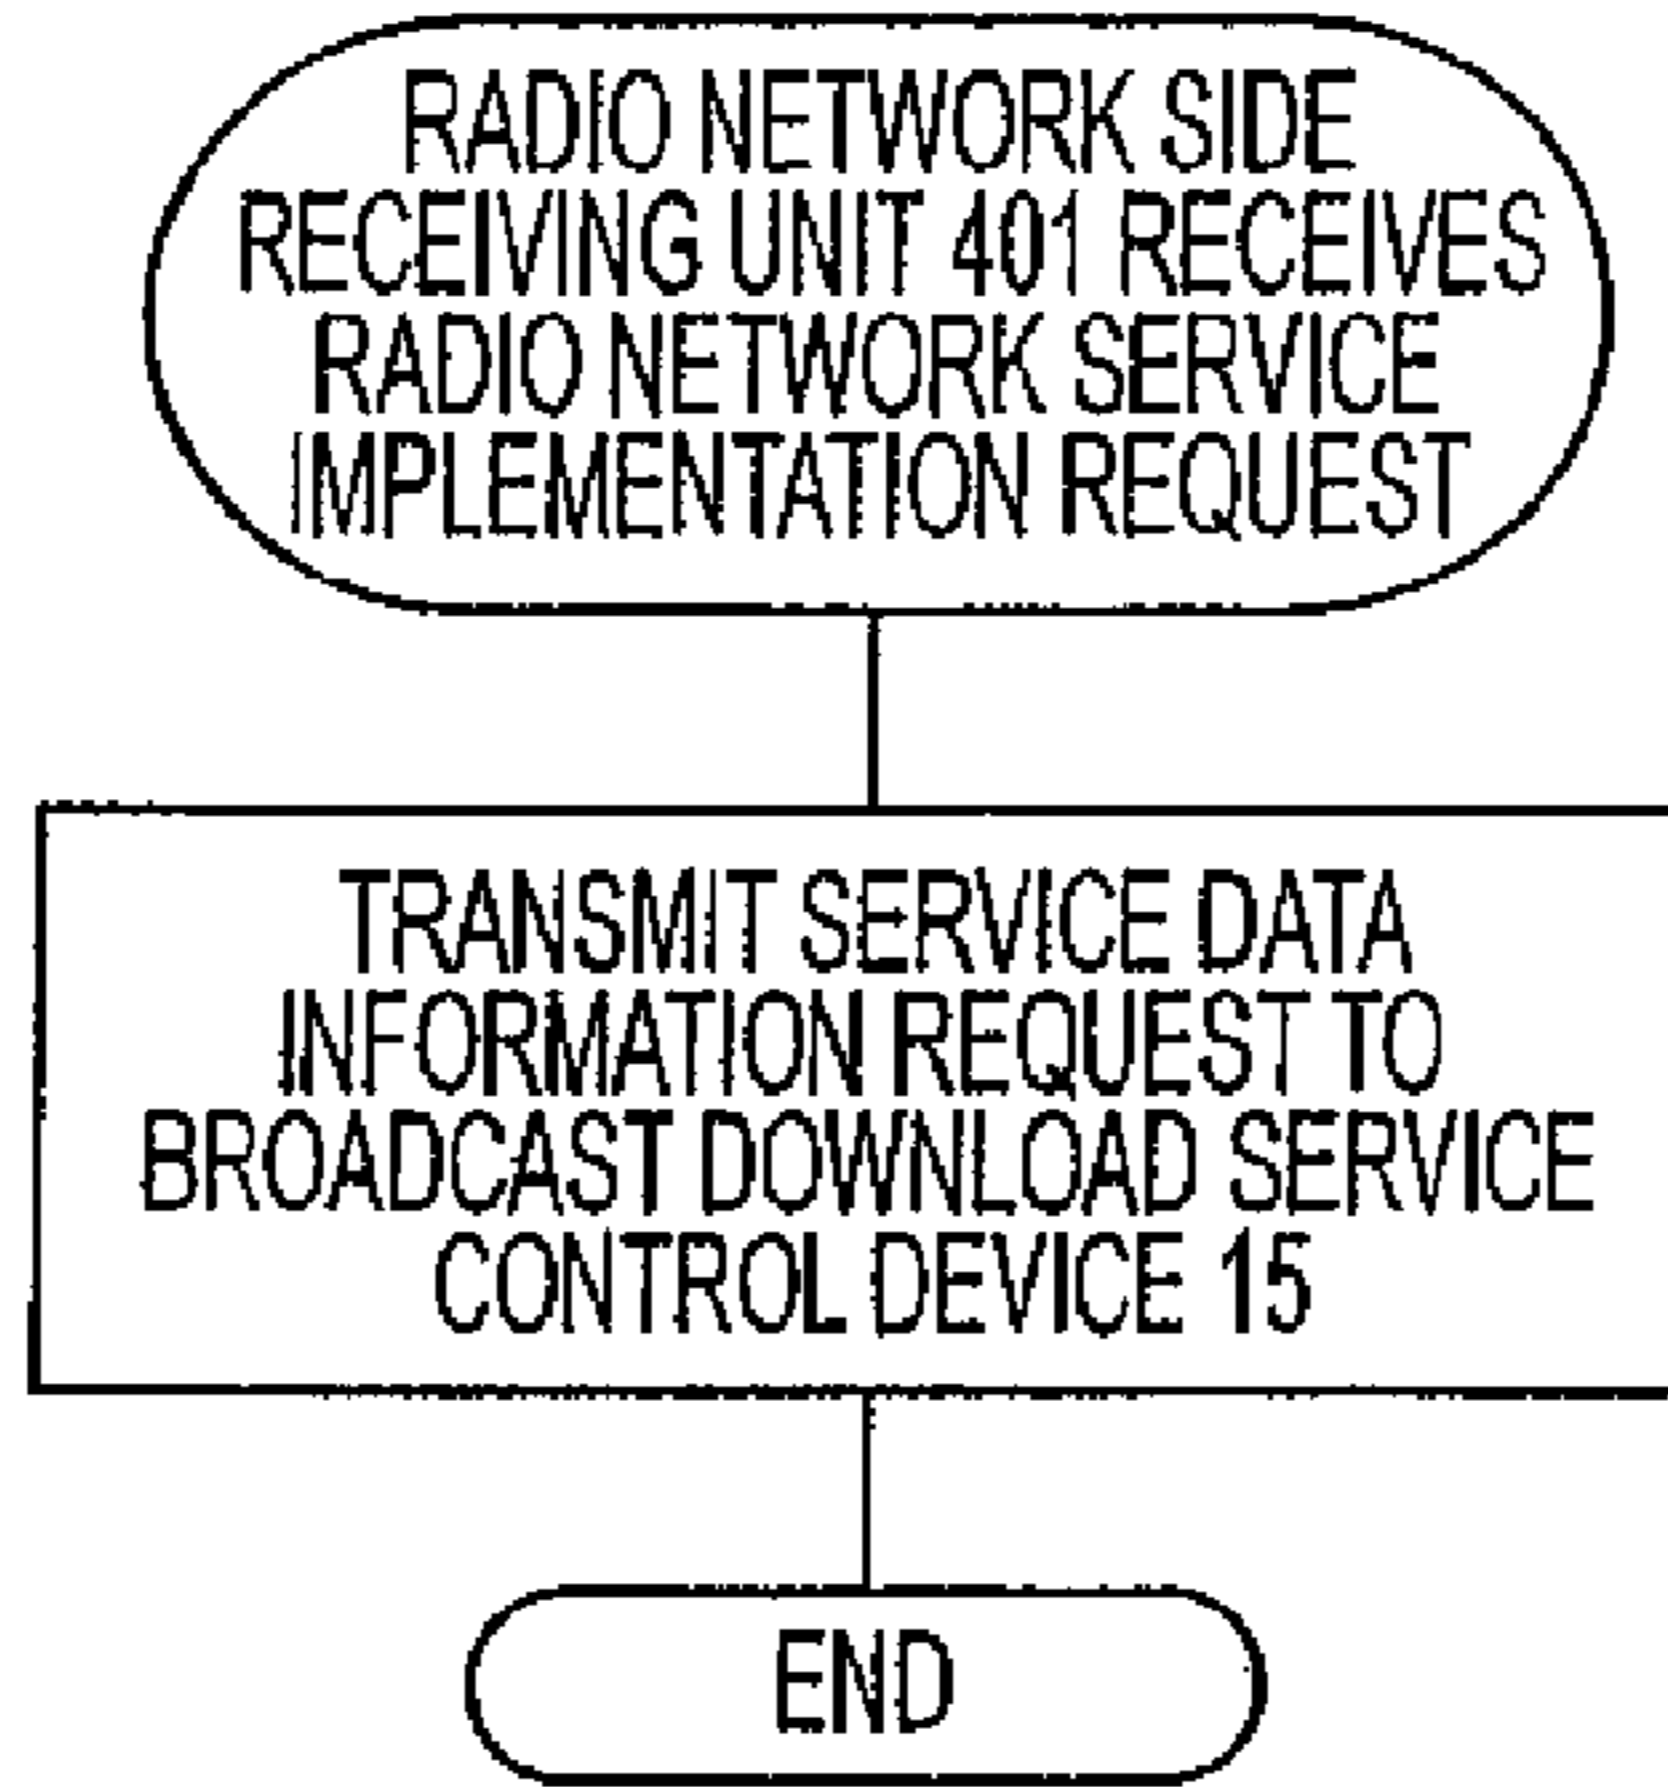 RADIO NETWORK SIDE
RECEIVING UNIT 401 RECEIVES
RADIO NETWORK SERVICE
IMPLEMENTATION REQUEST
TRANSMIT SERVICE DATA
INFORMATION REQUEST TO
BROADCAST DOWNLOAD SERVICE
CONTROL DEVICE 15
END